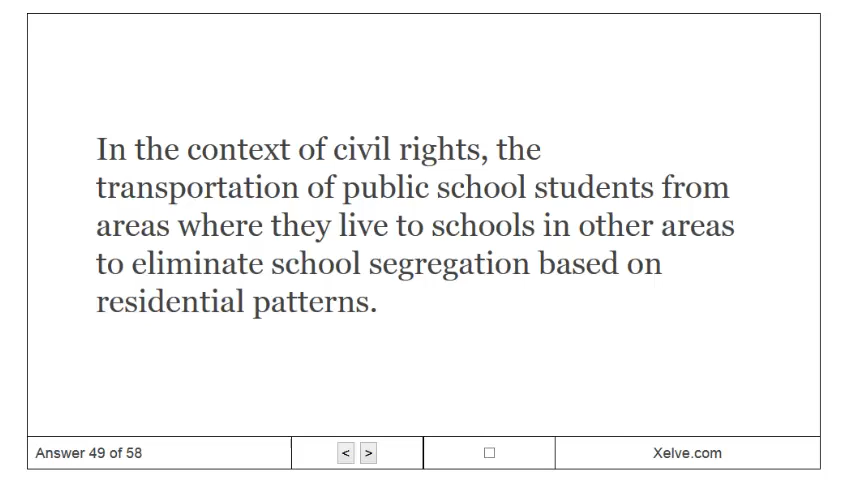 In the context of civil rights, the
transportation of public school students from
areas where they live to schools in other areas
to eliminate school segregation based on
residential patterns.
Answer 49 of 58
< >
Xelve.com